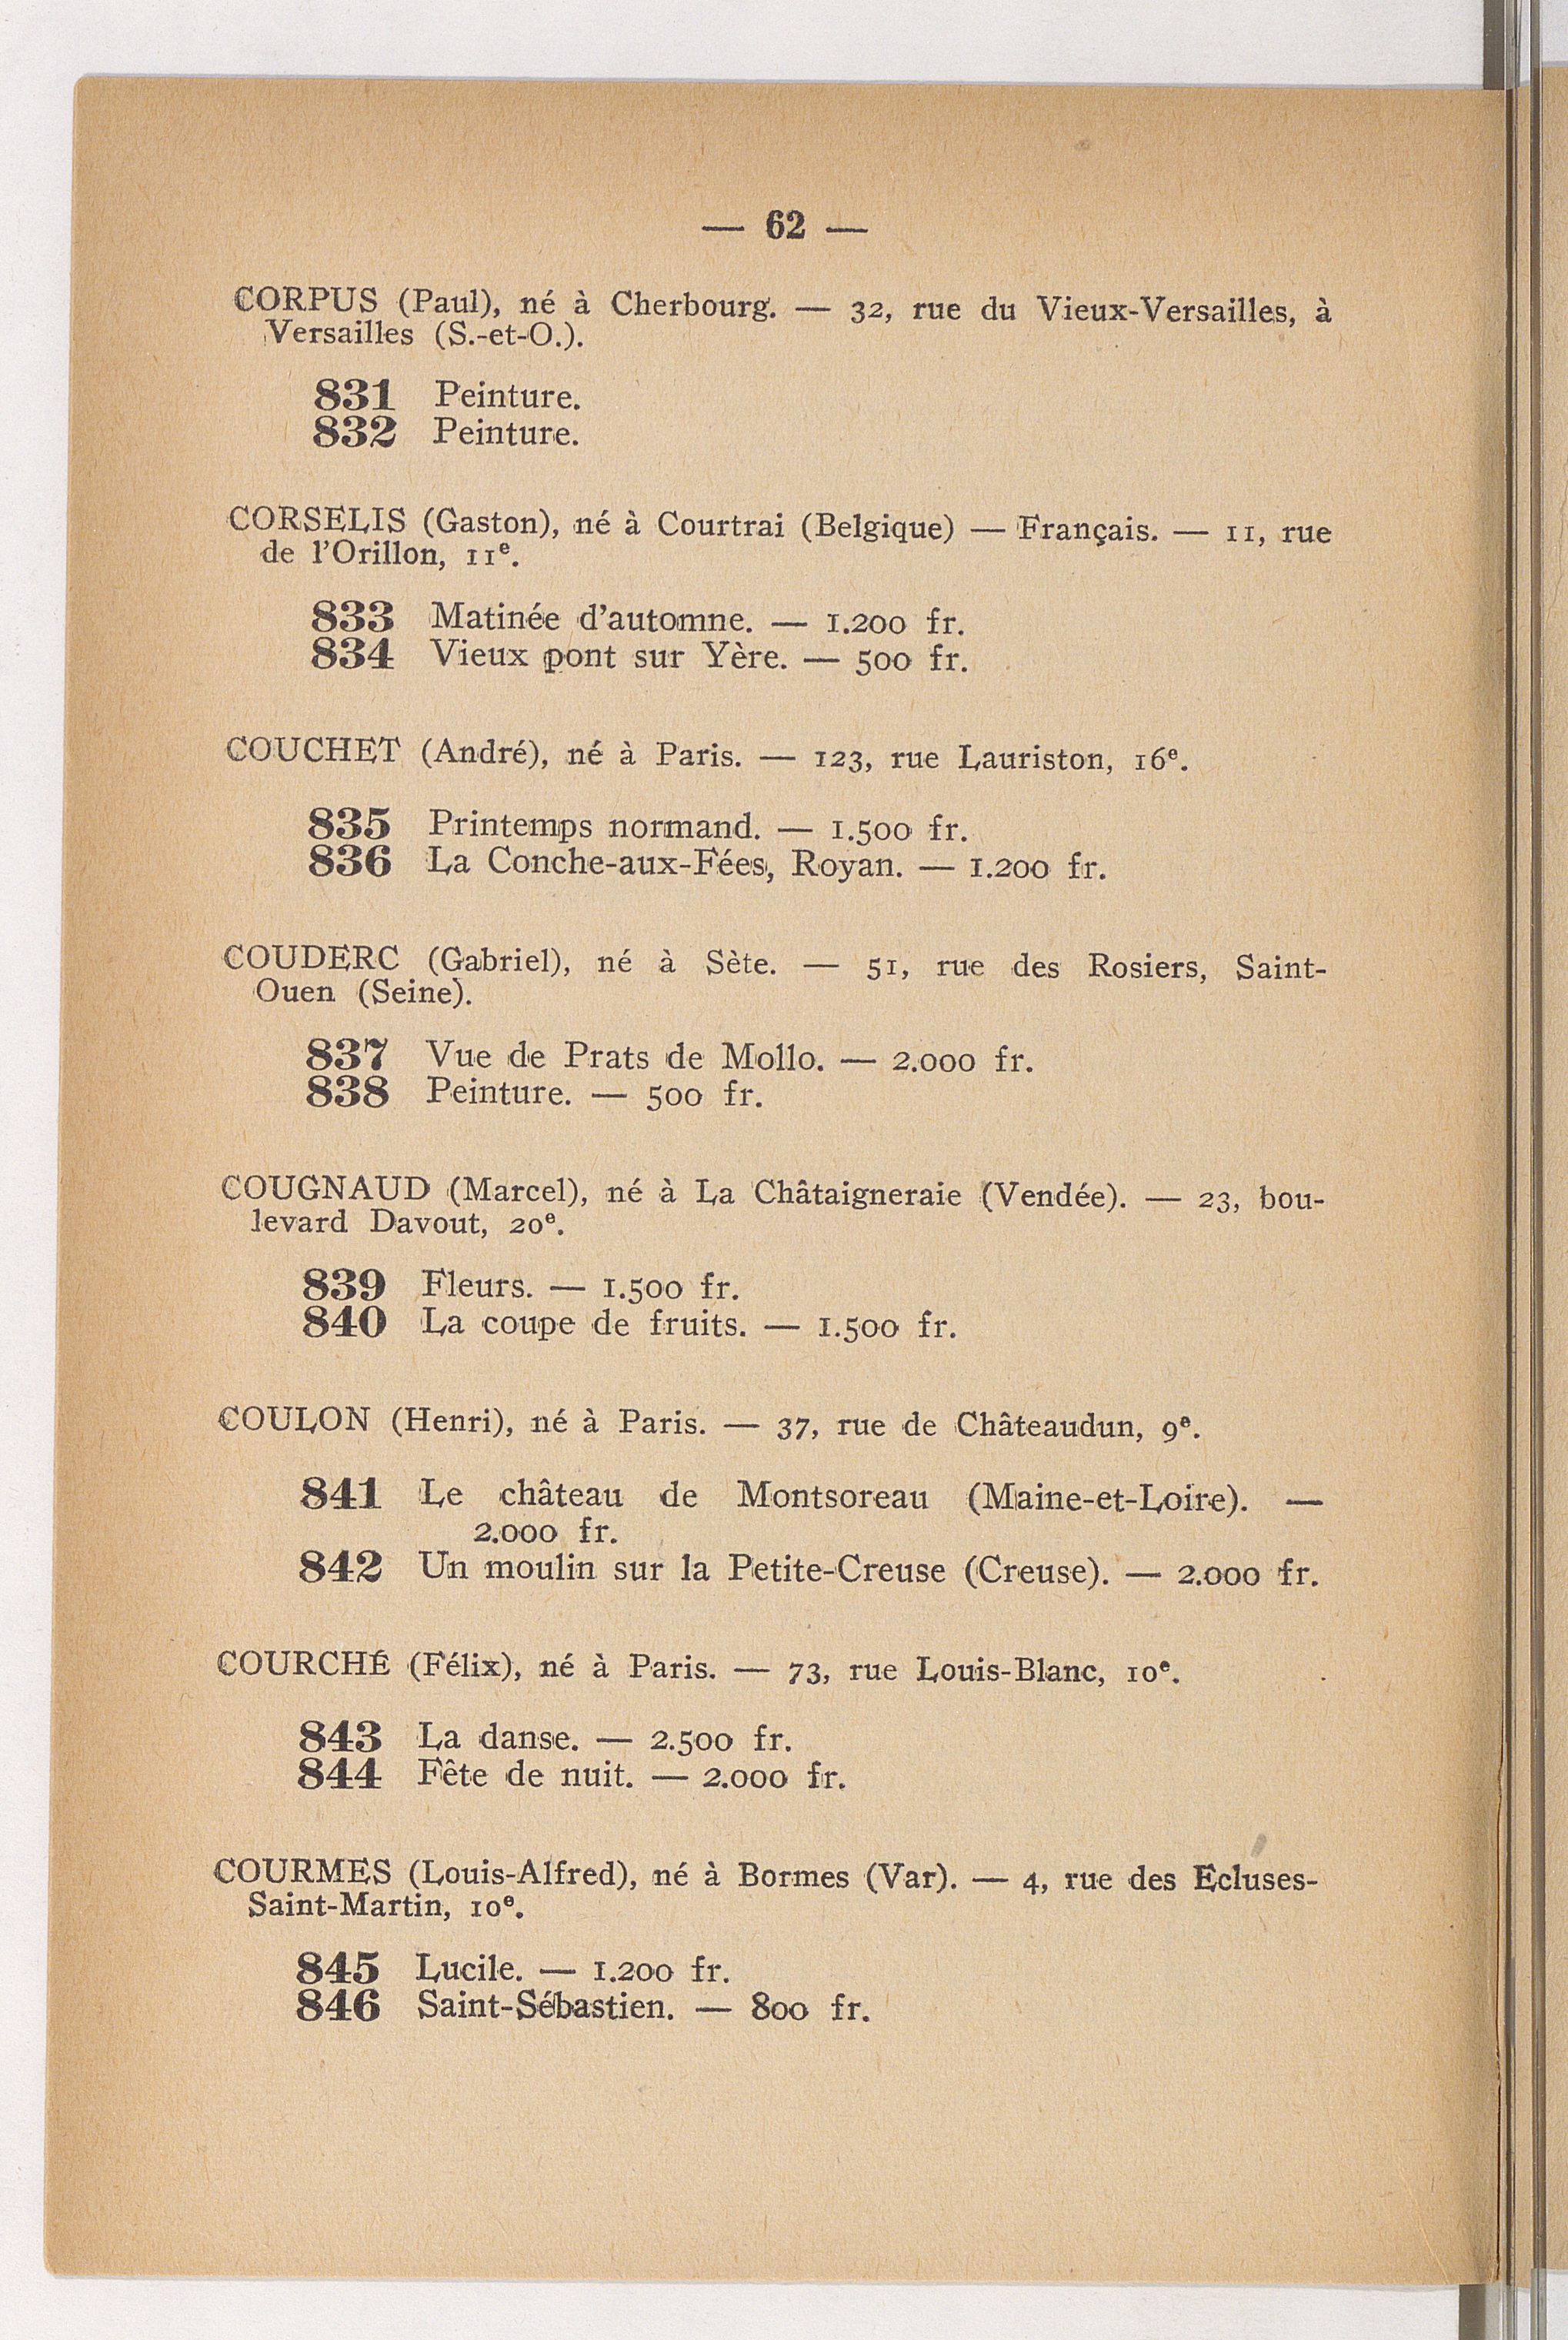 — 62 —
CORPUS (Paul), né à Cherbourg. — 32, rue du Vieux-Versailles, à
Versailles (S.-et-O.).
831 Peinture.
832 Peinture.
CORSELIS (Gaston), né à Courtrai (Belgique) — Français. — 11, rue
de l'Orillon, 11e.
833 Matinée d'automne. — 1.200 fr.
834 Vieux pont sur Yère. — 500 fr.
COUCHET (André), né à Paris. — 123, rue Lauriston, 16e.
835 Printemps normand. — 1.500 fr.
836 La Conche-aux-Fées, Royan. — 1.200 fr.
COUDERC (Gabriel), né à Sète. — 51, rue des Rosiers, Saint-
Ouen (Seine).
837 Vue de Prats de Mollo. — 2.000 fr.
838 Peinture. — 500 fr.
COUGNAUD (Marcel), né à La Châtaigneraie (Vendée). — 23, bou-
levard Davout, 20e.
839 Fleurs. — 1.500 fr.
840 La coupe de fruits. — 1.500 fr.
COULON (Henri), né à Paris. — 37, rue de Châteaudun, 9e.
841 Le château de Montsoreau (Maine-et-Loire). —
2.000 fr.
842 Un moulin sur la Petite-Creuse (Creuse). — 2.000 fr.
COURCHÉ (Félix), né à Paris. — 73, rue Louis-Blanc, 10e.
843 La danse. — 2.500 fr.
844 Fête de nuit. — 2.000 fr.
COURMES (Louis-Alfred), né à Bormes (Var). — 4, rue des Ecluses-
Saint-Martin, 10e.
845 Lucile. — 1.200 fr.
846 Saint-Sébastien. — 800 fr.